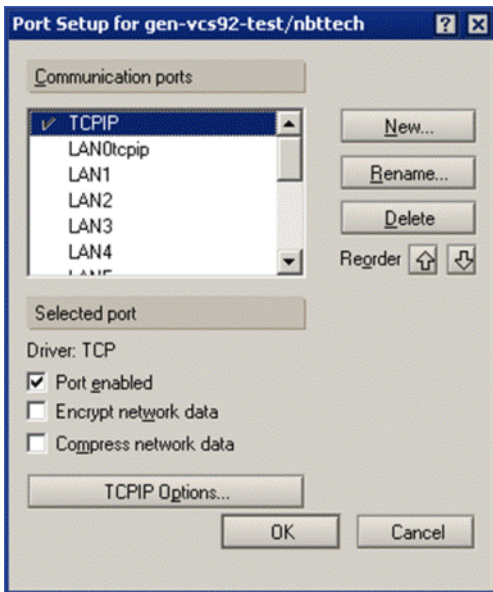 Port Setup for gen-vcs92-test/nbttech
Communication ports
TCPIP
LAN0tcpip
LAN1
LAN2
LAN3
LAN4
New...
Rename...
Delete
Reorder
Selected port
Driver: TCP
Port enabled
Encrypt network data
Compress network data
TCPIP Options...
OK
Cancel